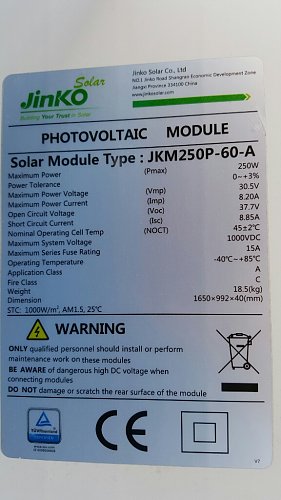 JinKO Solar
Building Your Trust in Solar
Jinko Solar Co., Ltd
NO.1 Jinko Road Shangrao Economic Development Zone
Jiangxi Province 334100 China
www.jinkosolar.com
PHOTOVOLTAIC MODULE
Solar Module Type : JKM250P-60-A
Maximum Power (Pmax) 250W
Power Tolerance 0~+3%
Maximum Power Voltage (Vmp) 30.5V
Maximum Power Current (Imp) 8.20A
Open Circuit Voltage (Voc) 37.7V
Short Circuit Current (Isc) 8.85A
Nominal Operating Cell Temp (NOCT) 45±2℃
Maximum System Voltage 1000VDC
Maximum Series Fuse Rating 15A
Operating Temperature -40℃~+85℃
Application Class A
Fire Class C
Weight 18.5(kg)
Dimension 1650×992×40(mm)
STC: 1000W/m², AM1.5, 25℃
WARNING
ONLY qualified personnel should install or perform
maintenance work on these modules
BE AWARE of dangerous high DC voltage when
connecting modules
DO NOT damage or scratch the rear surface of the module
TÜVRheinland
CE
V7